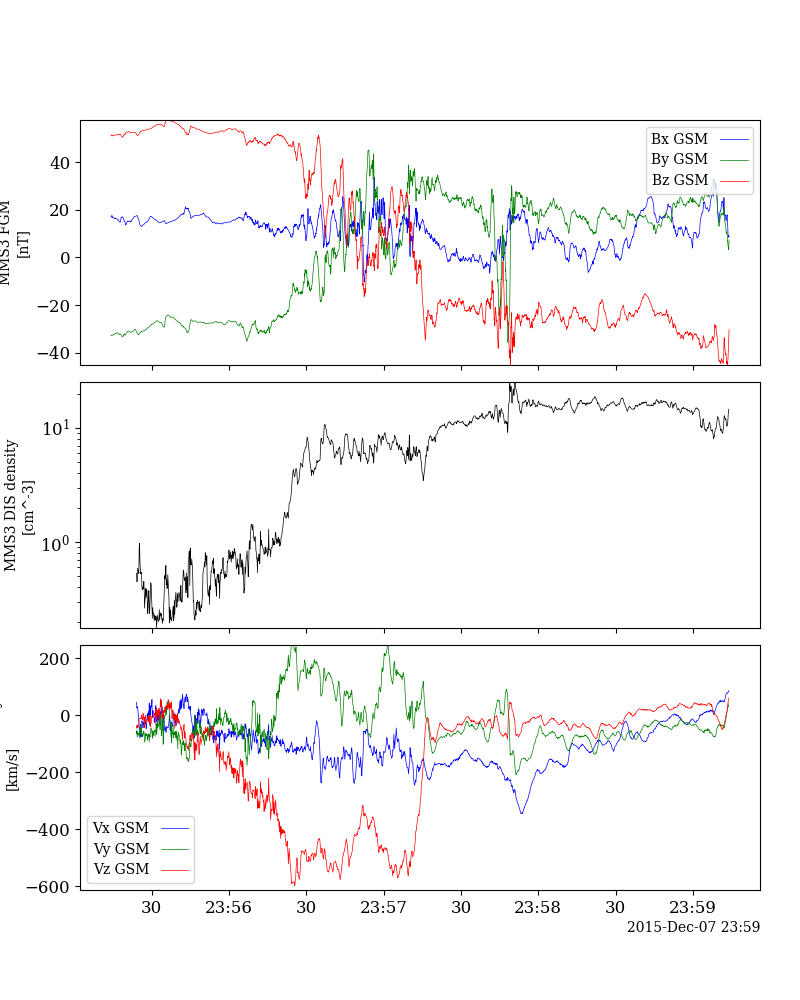 MMS3 FGM
[nT]
40
20
0
−20
−40
Bx GSM
By GSM
Bz GSM
MMS3 DIS density
[cm^-3]
10^1
10^0
[km/s]
200
0
−200
−400
−600
Vx GSM
Vy GSM
Vz GSM
30 23:56 30 23:57 30 23:58 30 23:59
2015-Dec-07 23:59